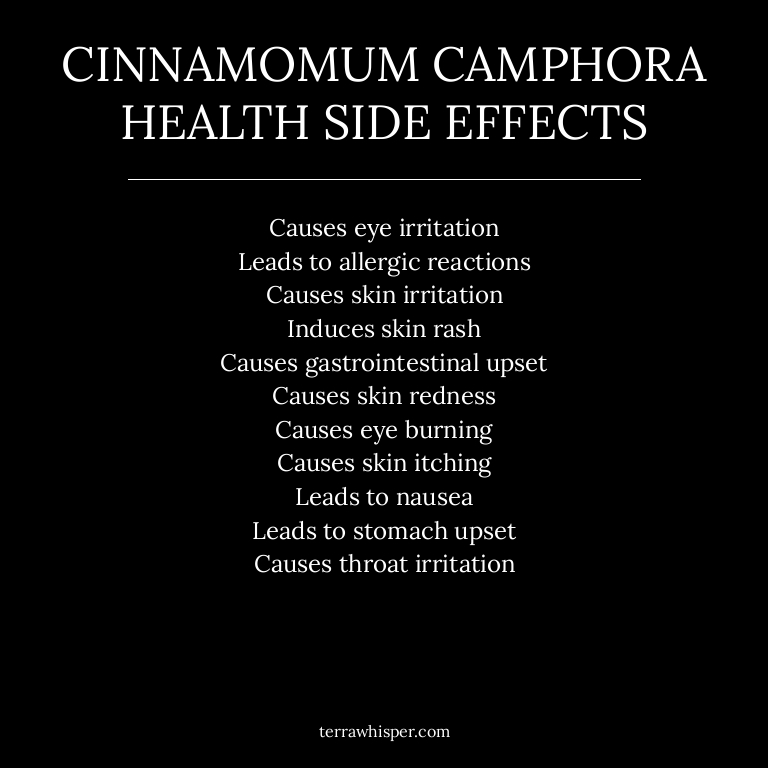 CINNAMOMUM CAMPHORA
HEALTH SIDE EFFECTS
Causes eye irritation
Leads to allergic reactions
Causes skin irritation
Induces skin rash
Causes gastrointestinal upset
Causes skin redness
Causes eye burning
Causes skin itching
Leads to nausea
Leads to stomach upset
Causes throat irritation
terrawhisper.com